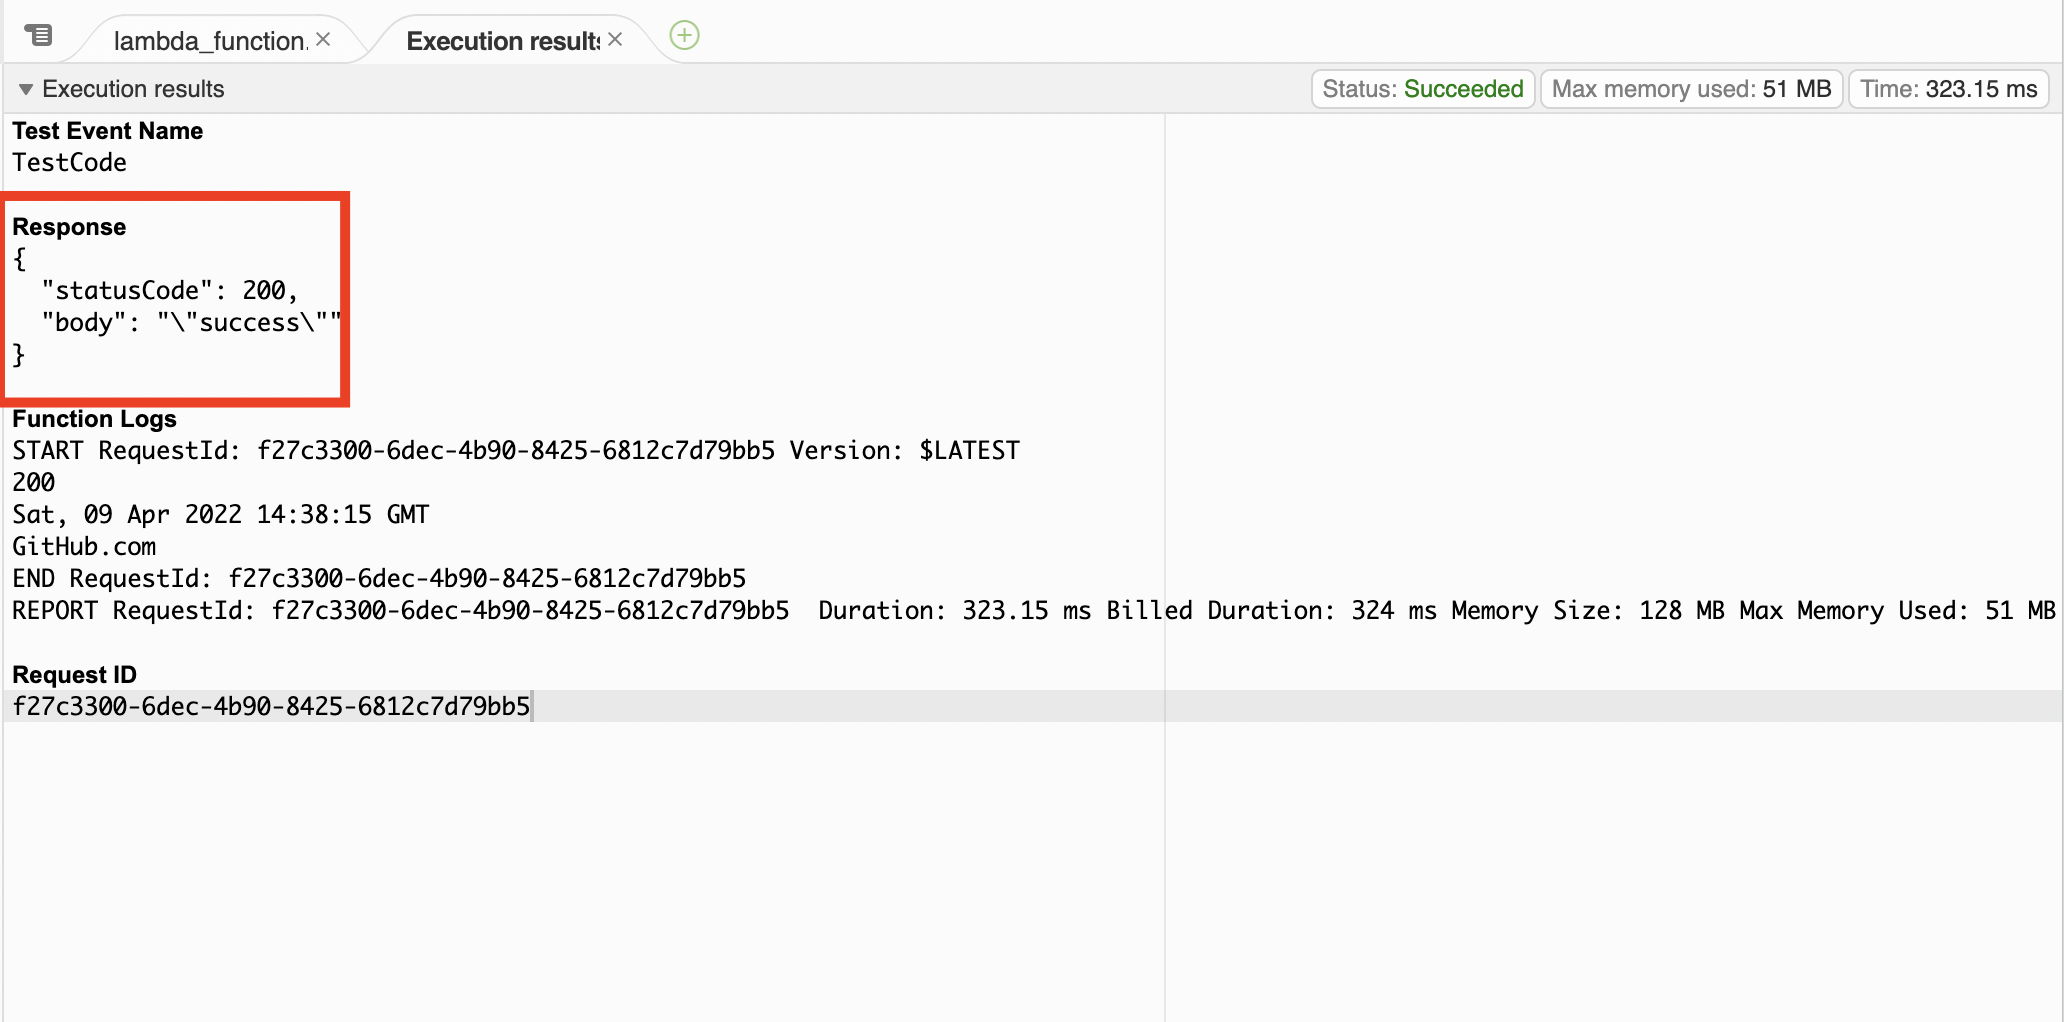 lambda_function.
Execution results
Execution results
Status: Succeeded
Max memory used: 51 MB
Time: 323.15 ms
Test Event Name
TestCode
Response
{
  "statusCode": 200,
  "body": "\"success\""
}
Function Logs
START RequestId: f27c3300-6dec-4b90-8425-6812c7d79bb5 Version: $LATEST
200
Sat, 09 Apr 2022 14:38:15 GMT
GitHub.com
END RequestId: f27c3300-6dec-4b90-8425-6812c7d79bb5
REPORT RequestId: f27c3300-6dec-4b90-8425-6812c7d79bb5  Duration: 323.15 ms Billed Duration: 324 ms Memory Size: 128 MB Max Memory Used: 51 MB
Request ID
f27c3300-6dec-4b90-8425-6812c7d79bb5